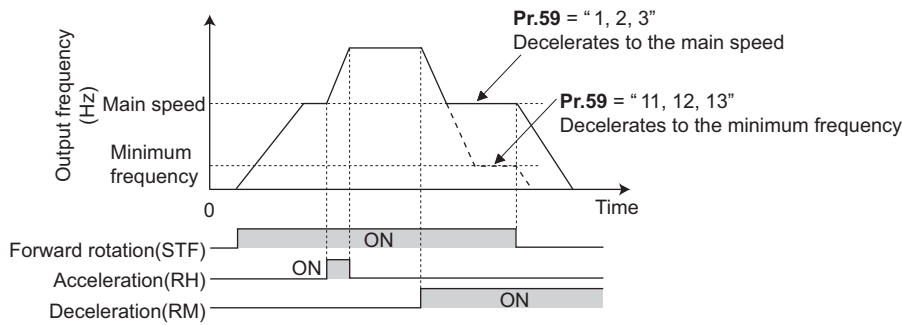 Pr.59 = “ 1, 2, 3”
Decelerates to the main speed
Output frequency
(Hz)
Main speed
Pr.59 = “ 11, 12, 13”
Decelerates to the minimum frequency
Minimum
frequency
0
Time
Forward rotation(STF)
ON
Acceleration(RH)
ON
Deceleration(RM)
ON